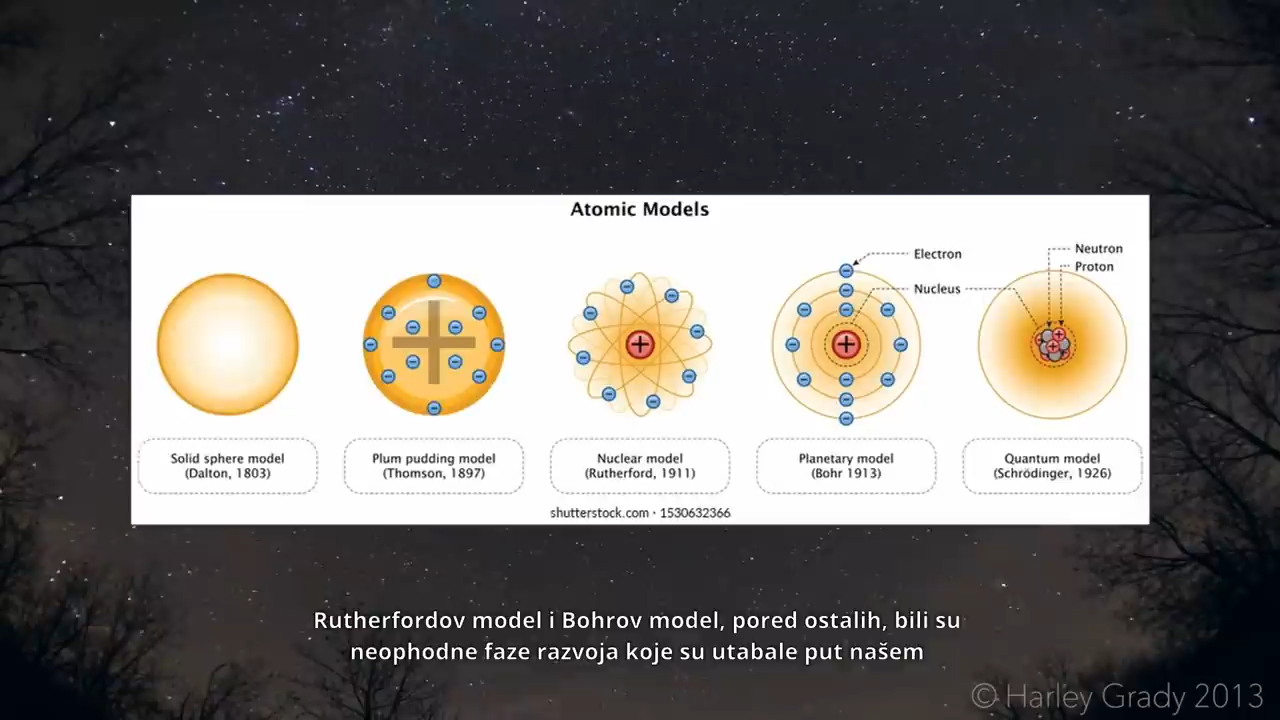 Atomic Models
Electron
Nucleus
Neutron
Proton
Solid sphere model
(Dalton, 1803)
Plum pudding model
(Thomson, 1897)
Nuclear model
(Rutherford, 1911)
Planetary model
(Bohr 1913)
Quantum model
(Schrödinger, 1926)
shutterstock.com · 1530632366
Rutherfordov model i Bohrov model, pored ostalih, bili su
neophodne faze razvoja koje su utabale put našem
© Harley Grady 2013